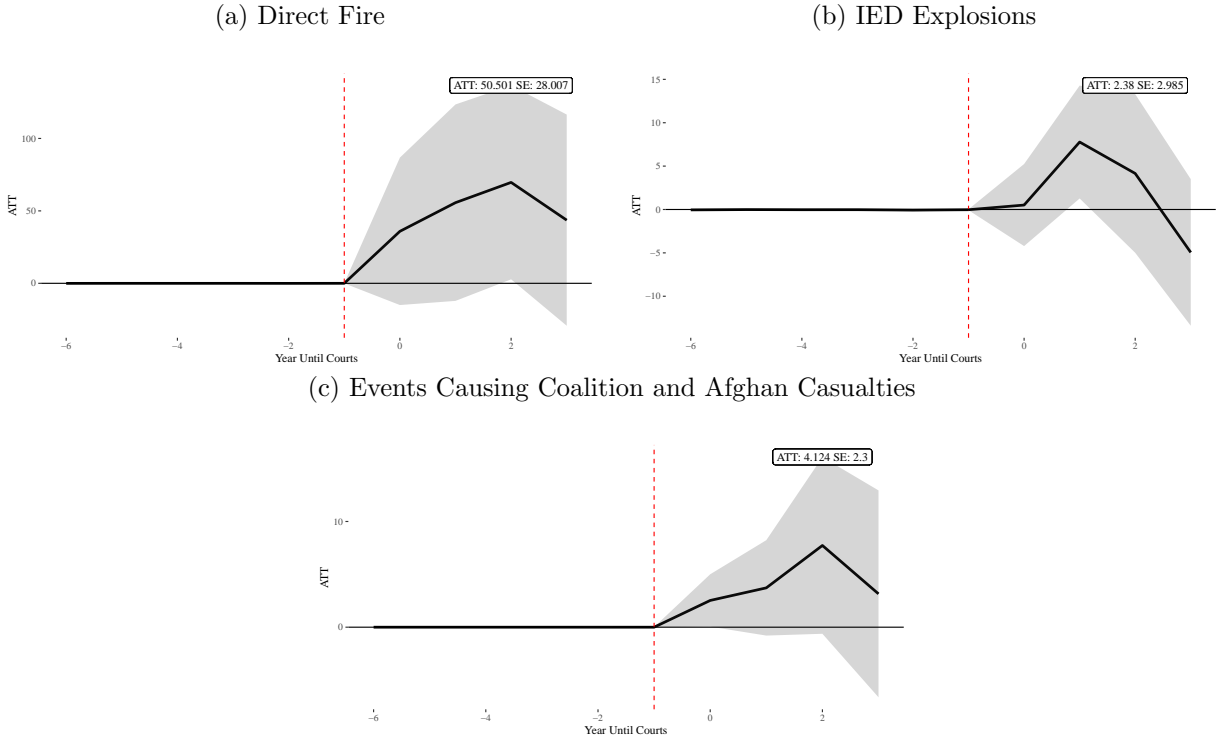 (a) Direct Fire
ATT: 50.501 SE: 28.007
100
50
0
ATT
−6 −4 −2 0 2
Year Until Courts
(b) IED Explosions
ATT: 2.38 SE: 2.985
15
10
5
0
−5
−10
ATT
−6 −4 −2 0 2
Year Until Courts
(c) Events Causing Coalition and Afghan Casualties
ATT: 4.124 SE: 2.3
10
0
ATT
−6 −4 −2 0 2
Year Until Courts